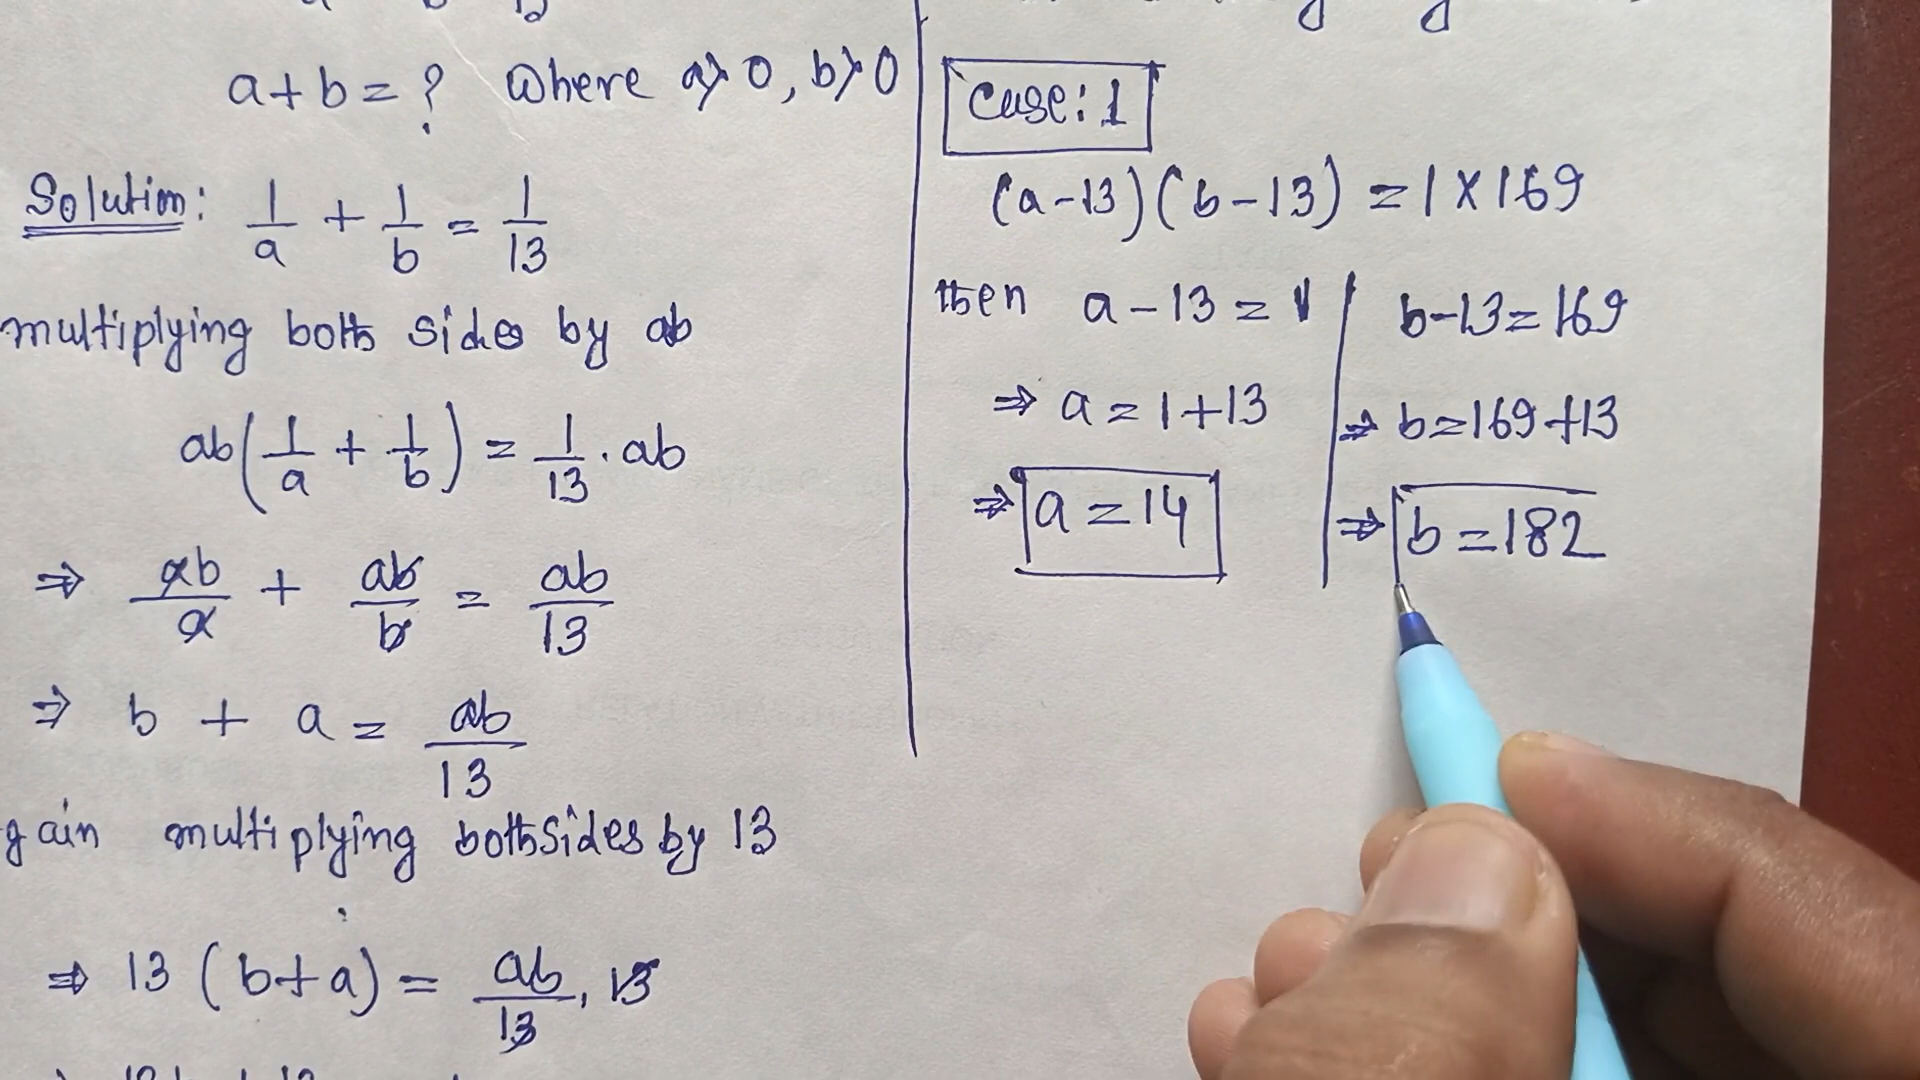 a+b=? Where a>0, b>0
Solution: 1/a + 1/b = 1/13
multiplying both sides by ab
ab(1/a + 1/b) = 1/13 . ab
⇒ ab/a + ab/b = ab/13
⇒ b + a = ab/13
gain multiplying both sides by 13
⇒ 13 (b+a) = ab/13 . 13
Case: 1
(a-13)(b-13) = 1 × 169
then a-13=1 b-13=169
⇒ a=1+13 ⇒ b=169+13
⇒ a=14 ⇒ b=182